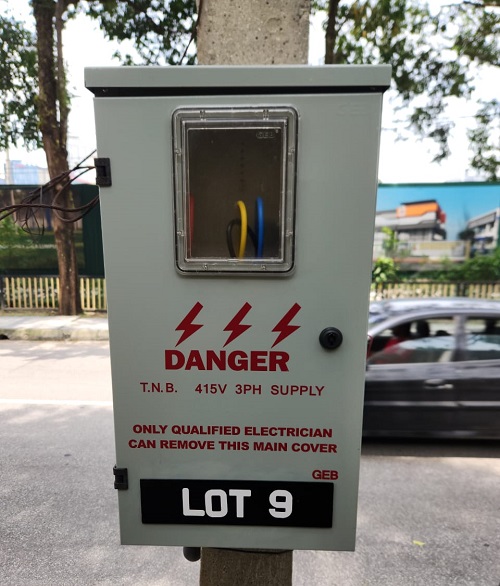 GEB
DANGER
T.N.B. 415V 3PH SUPPLY
ONLY QUALIFIED ELECTRICIAN
CAN REMOVE THIS MAIN COVER
GEB
LOT 9